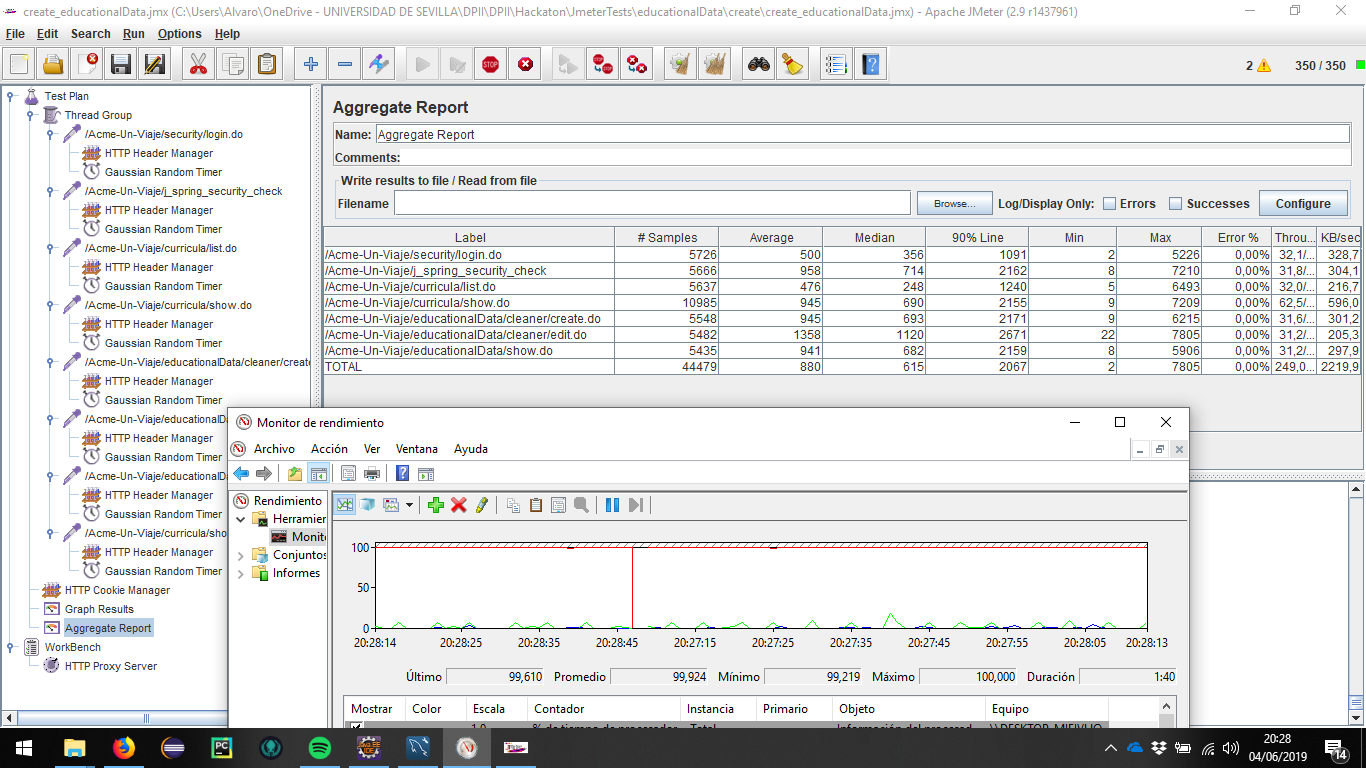 create_educationalData.jmx (C:\Users\Alvaro\OneDrive - UNIVERSIDAD DE SEVILLA\DPII\DPII\Hackaton\JmeterTests\educationalData\create\create_educationalData.jmx) - Apache JMeter (2.9 r1437961)
File Edit Search Run Options Help
2 350 / 350
Test Plan
Thread Group
/Acme-Un-Viaje/security/login.do
HTTP Header Manager
Gaussian Random Timer
/Acme-Un-Viaje/j_spring_security_check
HTTP Header Manager
Gaussian Random Timer
/Acme-Un-Viaje/curricula/list.do
HTTP Header Manager
Gaussian Random Timer
/Acme-Un-Viaje/curricula/show.do
HTTP Header Manager
Gaussian Random Timer
/Acme-Un-Viaje/educationalData/cleaner/create
HTTP Header Manager
Gaussian Random Timer
/Acme-Un-Viaje/educationalDa
HTTP Header Manager
Gaussian Random Timer
/Acme-Un-Viaje/educationalDa
HTTP Header Manager
Gaussian Random Timer
/Acme-Un-Viaje/curricula/sho
HTTP Header Manager
Gaussian Random Timer
HTTP Cookie Manager
Graph Results
Aggregate Report
WorkBench
HTTP Proxy Server
Aggregate Report
Name: Aggregate Report
Comments:
Write results to file / Read from file
Filename Browse... Log/Display Only: Errors Successes Configure
Label # Samples Average Median 90% Line Min Max Error % Throu... KB/sec
/Acme-Un-Viaje/security/login.do 5726 500 356 1091 2 5226 0,00% 32,1/... 328,7
/Acme-Un-Viaje/j_spring_security_check 5666 958 714 2162 8 7210 0,00% 31,8/... 304,1
/Acme-Un-Viaje/curricula/list.do 5637 476 248 1240 5 6493 0,00% 32,0/... 216,7
/Acme-Un-Viaje/curricula/show.do 10985 945 690 2155 9 7209 0,00% 62,5/... 596,0
/Acme-Un-Viaje/educationalData/cleaner/create.do 5548 945 693 2171 9 6215 0,00% 31,6/... 301,2
/Acme-Un-Viaje/educationalData/cleaner/edit.do 5482 1358 1120 2671 22 7805 0,00% 31,2/... 205,3
/Acme-Un-Viaje/educationalData/show.do 5435 941 682 2159 8 5906 0,00% 31,2/... 297,9
TOTAL 44479 880 615 2067 2 7805 0,00% 249,0... 2219,9
Monitor de rendimiento
Archivo Acción Ver Ventana Ayuda
Rendimiento
Herramier
Monito
Conjuntos
Informes
100
50
0
20:28:14 20:28:25 20:28:35 20:28:45 20:27:15 20:27:25 20:27:35 20:27:45 20:27:55 20:28:05 20:28:13
Último 99,610 Promedio 99,924 Mínimo 99,219 Máximo 100,000 Duración 1:40
Mostrar Color Escala Contador Instancia Primario Objeto Equipo
20:28
04/06/2019
14